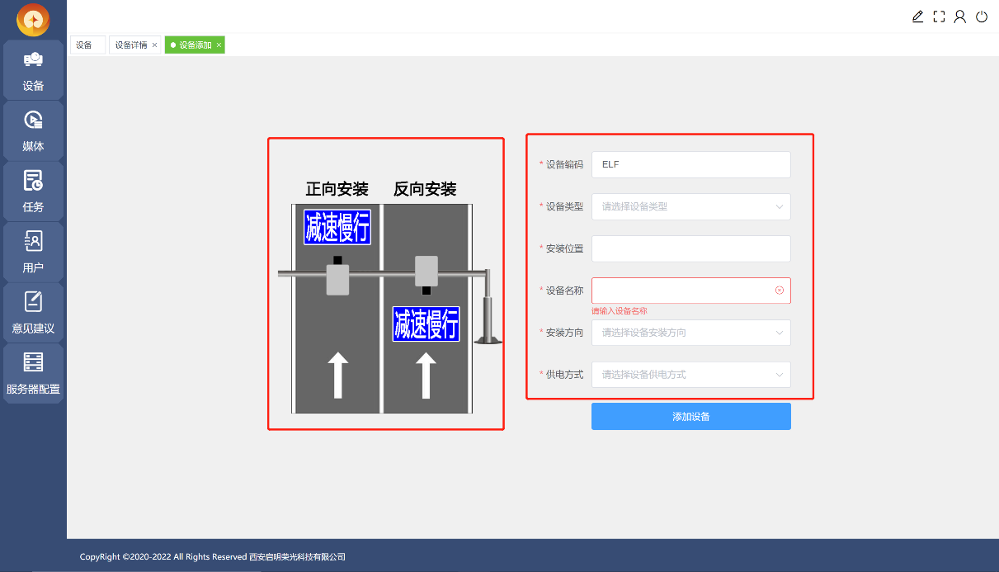 设备 设备详情 × 设备添加 ×
设备
媒体
任务
用户
意见建议
服务器配置
正向安装 反向安装
减速慢行
减速慢行
* 设备编码 ELF
* 设备类型 请选择设备类型
* 安装位置
* 设备名称
请输入设备名称
* 安装方向 请选择设备安装方向
* 供电方式 请选择设备供电方式
添加设备
CopyRight ©2020-2022 All Rights Reserved 西安启明荣光科技有限公司